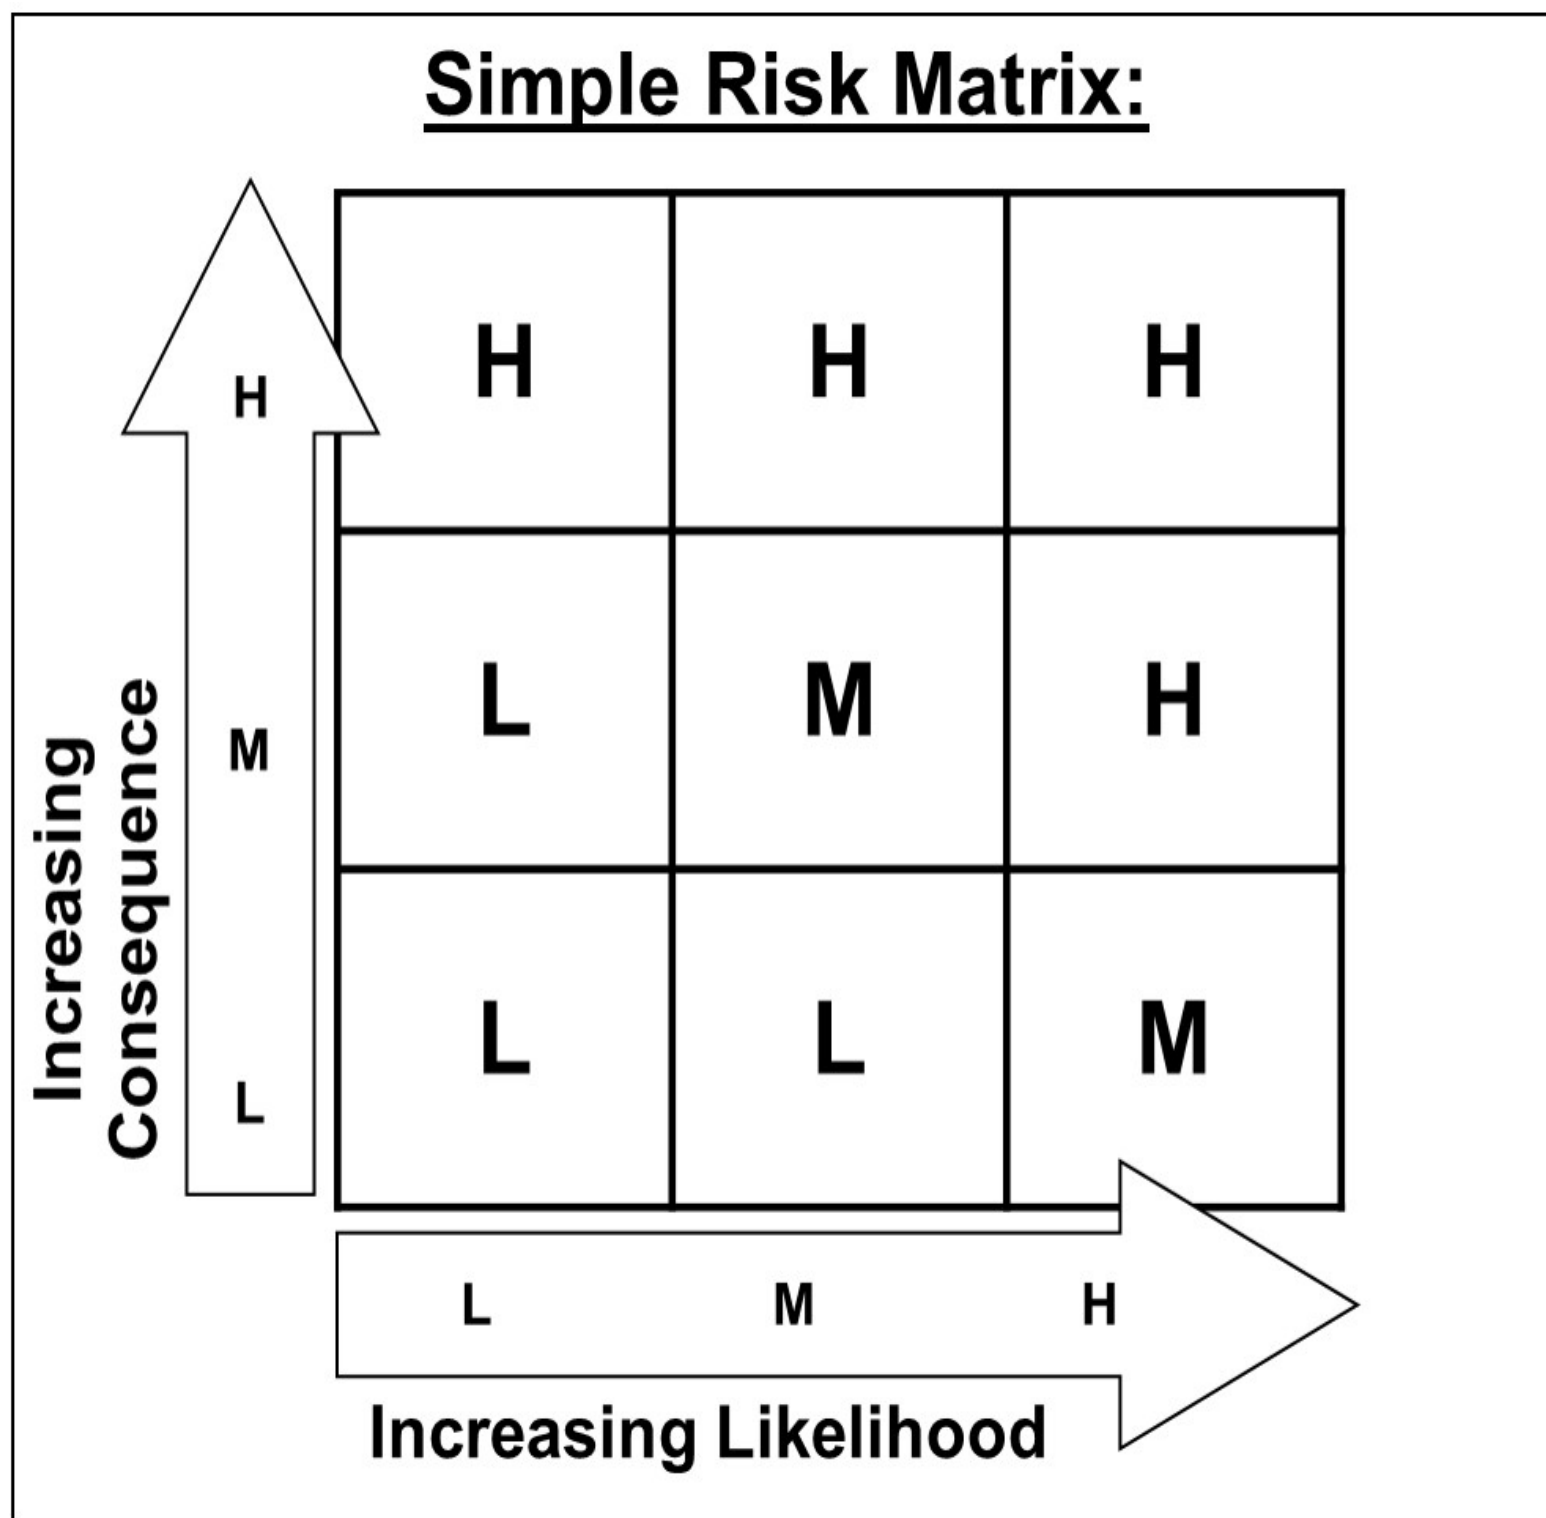 Simple Risk Matrix:
H H H H
M L M H
L L L M
Increasing
Consequence
L M H
Increasing Likelihood